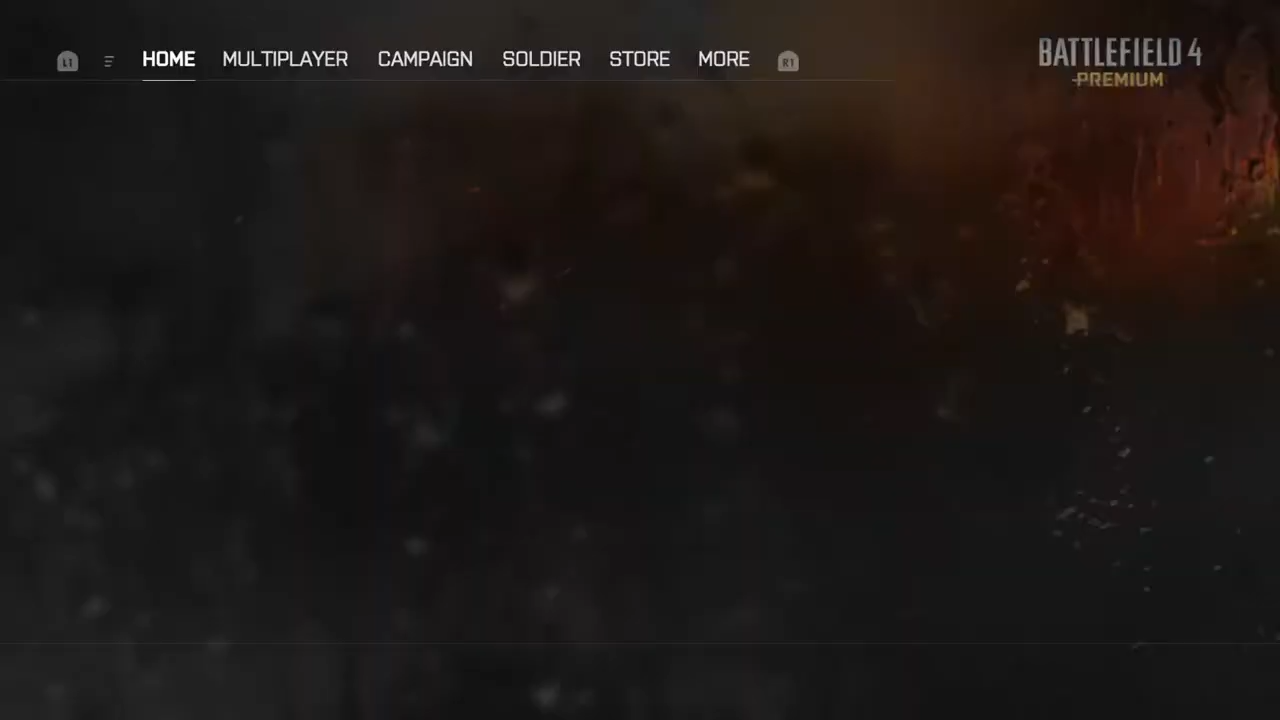 L1 HOME MULTIPLAYER CAMPAIGN SOLDIER STORE MORE R1
BATTLEFIELD 4
PREMIUM